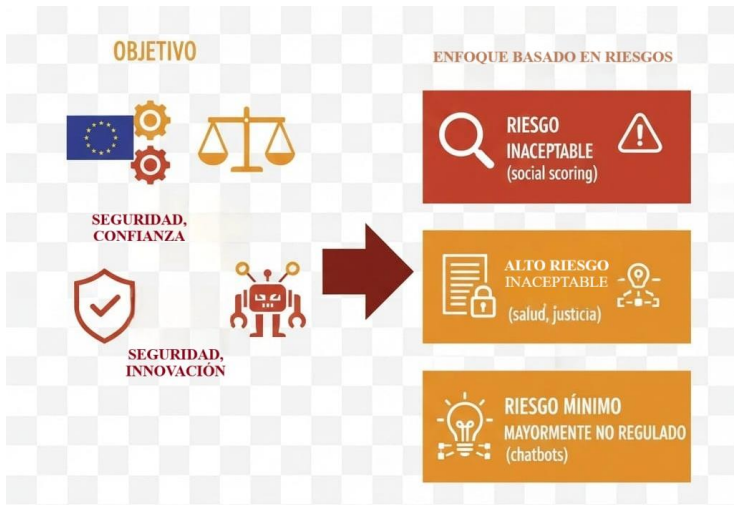 OBJETIVO
SEGURIDAD,
CONFIANZA
SEGURIDAD,
INNOVACIÓN
ENFOQUE BASADO EN RIESGOS
RIESGO
INACEPTABLE
(social scoring)
ALTO RIESGO
INACEPTABLE
(salud, justicia)
RIESGO MÍNIMO
MAYORMENTE NO REGULADO
(chatbots)